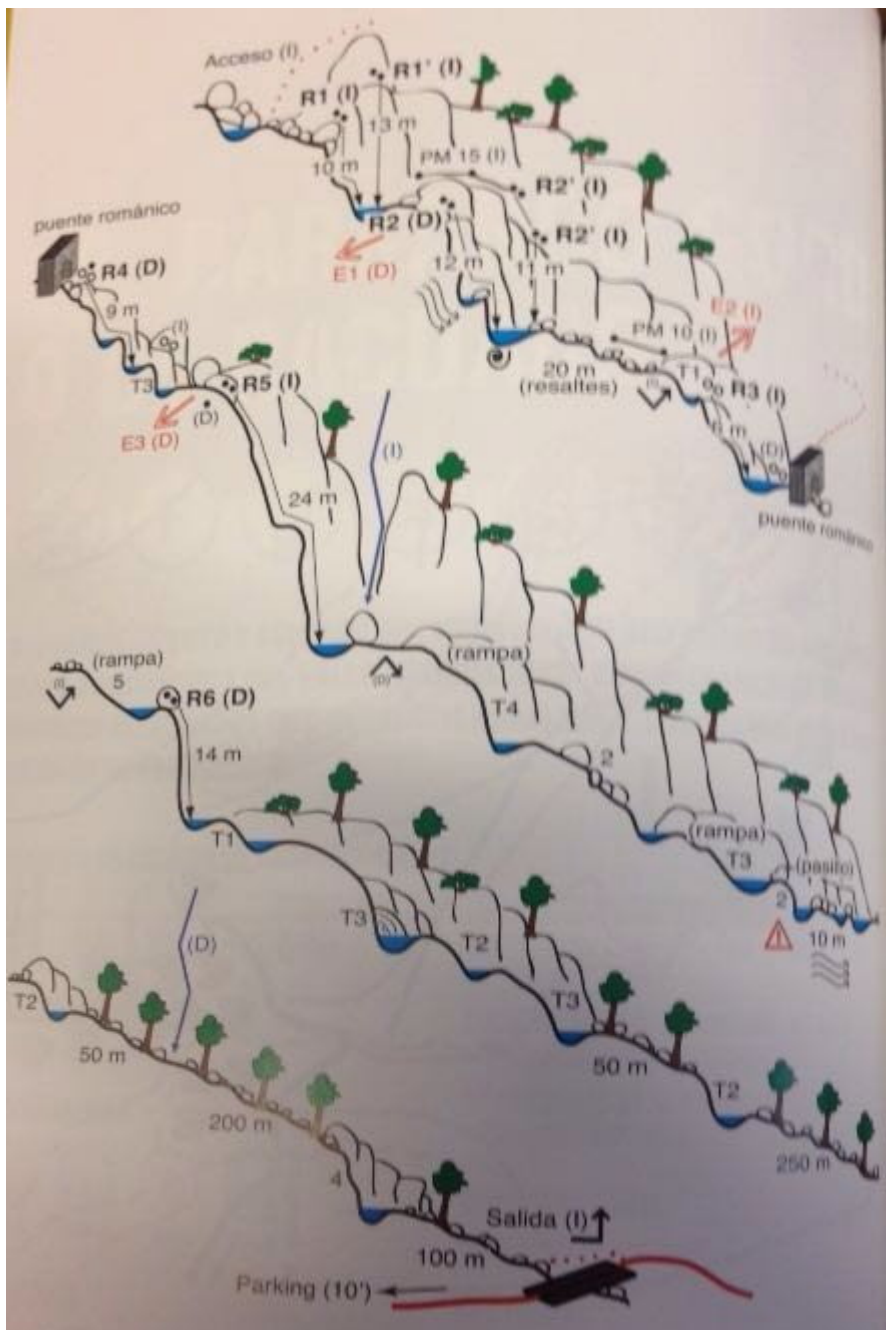 Acceso (I)
R1' (I)
R1 (I)
13 m
10 m
PM 15 (I)
R2' (I)
R2 (D)
R2' (I)
E1 (D)
12 m
11 m
E2 (I)
PM 10 (I)
20 m
(resaltes)
(I)
T1
R3 (I)
6 m
(D)
puente románico
puente románico
R4 (D)
9 m
(I)
T3
R5 (I)
(D)
E3 (D)
24 m
(I)
(D)
(rampa)
T4
2
(rampa)
T3
(pasito)
2
10 m
(I)
(rampa)
5
R6 (D)
14 m
T1
T3
T2
T3
50 m
T2
250 m
T2
50 m
(D)
200 m
4
100 m
Salida (I)
Parking (10')